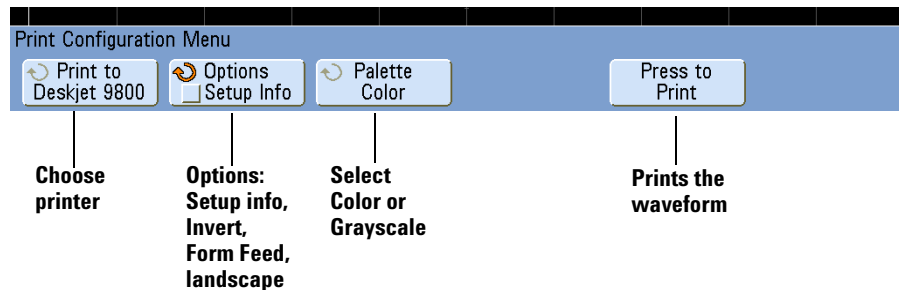 Print Configuration Menu
Print to
Deskjet 9800
Options
Setup Info
Palette
Color
Press to
Print
Choose
printer
Options:
Setup info,
Invert,
Form Feed,
landscape
Select
Color or
Grayscale
Prints the
waveform